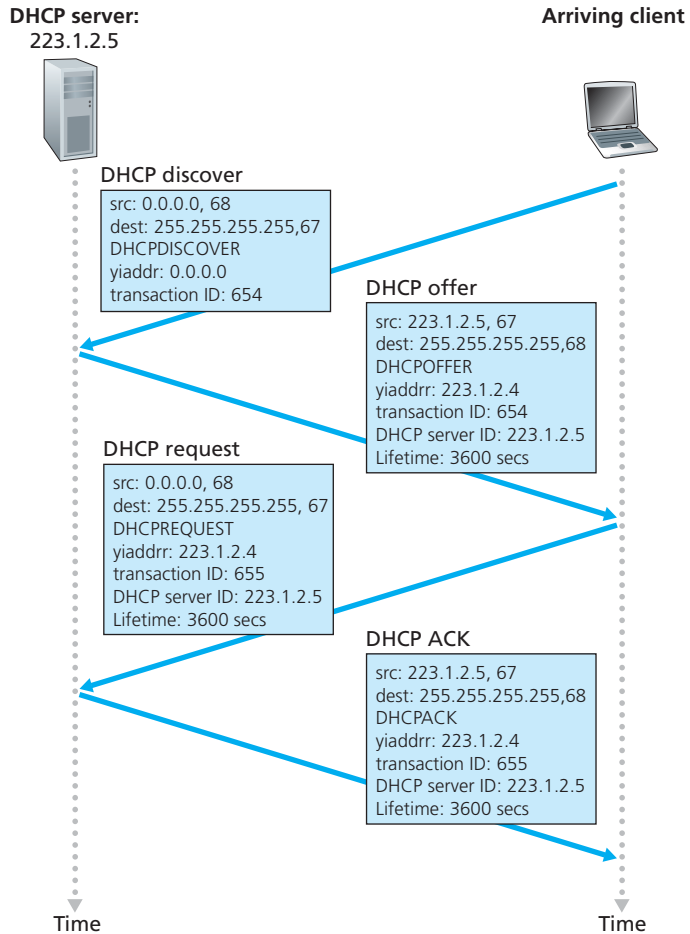 DHCP server:
223.1.2.5
Arriving client
DHCP discover
src: 0.0.0.0, 68
dest: 255.255.255.255,67
DHCPDISCOVER
yiaddr: 0.0.0.0
transaction ID: 654
DHCP offer
src: 223.1.2.5, 67
dest: 255.255.255.255,68
DHCPOFFER
yiaddrr: 223.1.2.4
transaction ID: 654
DHCP server ID: 223.1.2.5
Lifetime: 3600 secs
DHCP request
src: 0.0.0.0, 68
dest: 255.255.255.255, 67
DHCPREQUEST
yiaddrr: 223.1.2.4
transaction ID: 655
DHCP server ID: 223.1.2.5
Lifetime: 3600 secs
DHCP ACK
src: 223.1.2.5, 67
dest: 255.255.255.255,68
DHCPACK
yiaddr: 223.1.2.4
transaction ID: 655
DHCP server ID: 223.1.2.5
Lifetime: 3600 secs
Time
Time